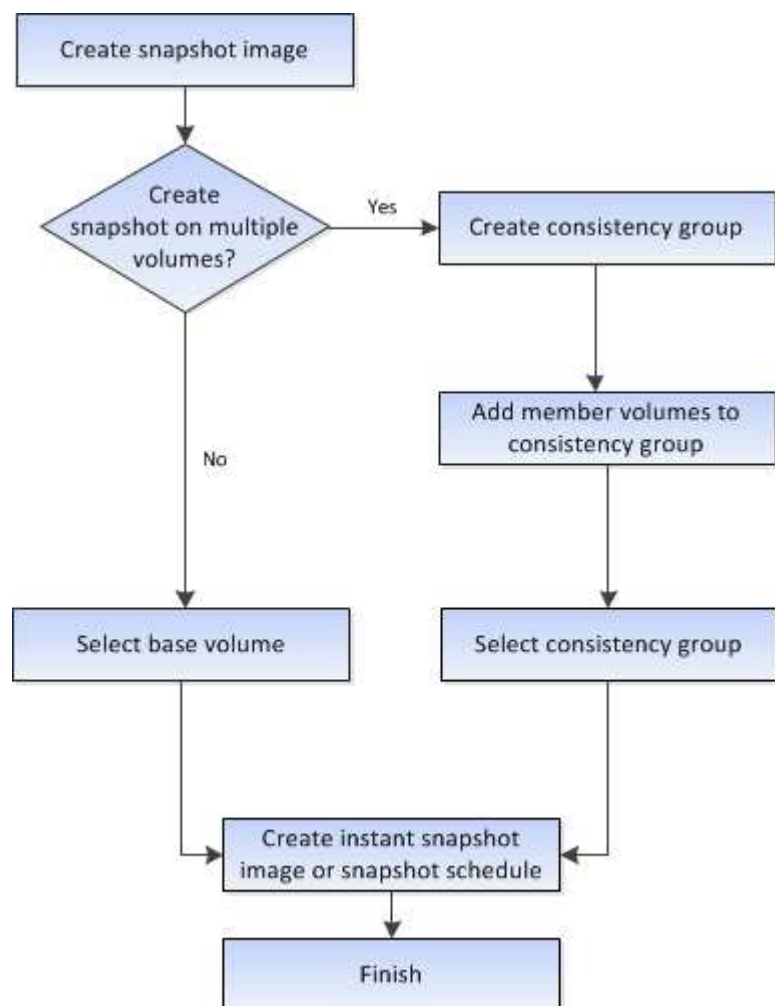 Create snapshot image
Create
snapshot on multiple
volumes?
Yes
Create consistency group
Add member volumes to
consistency group
No
Select base volume
Select consistency group
Create instant snapshot
image or snapshot schedule
Finish